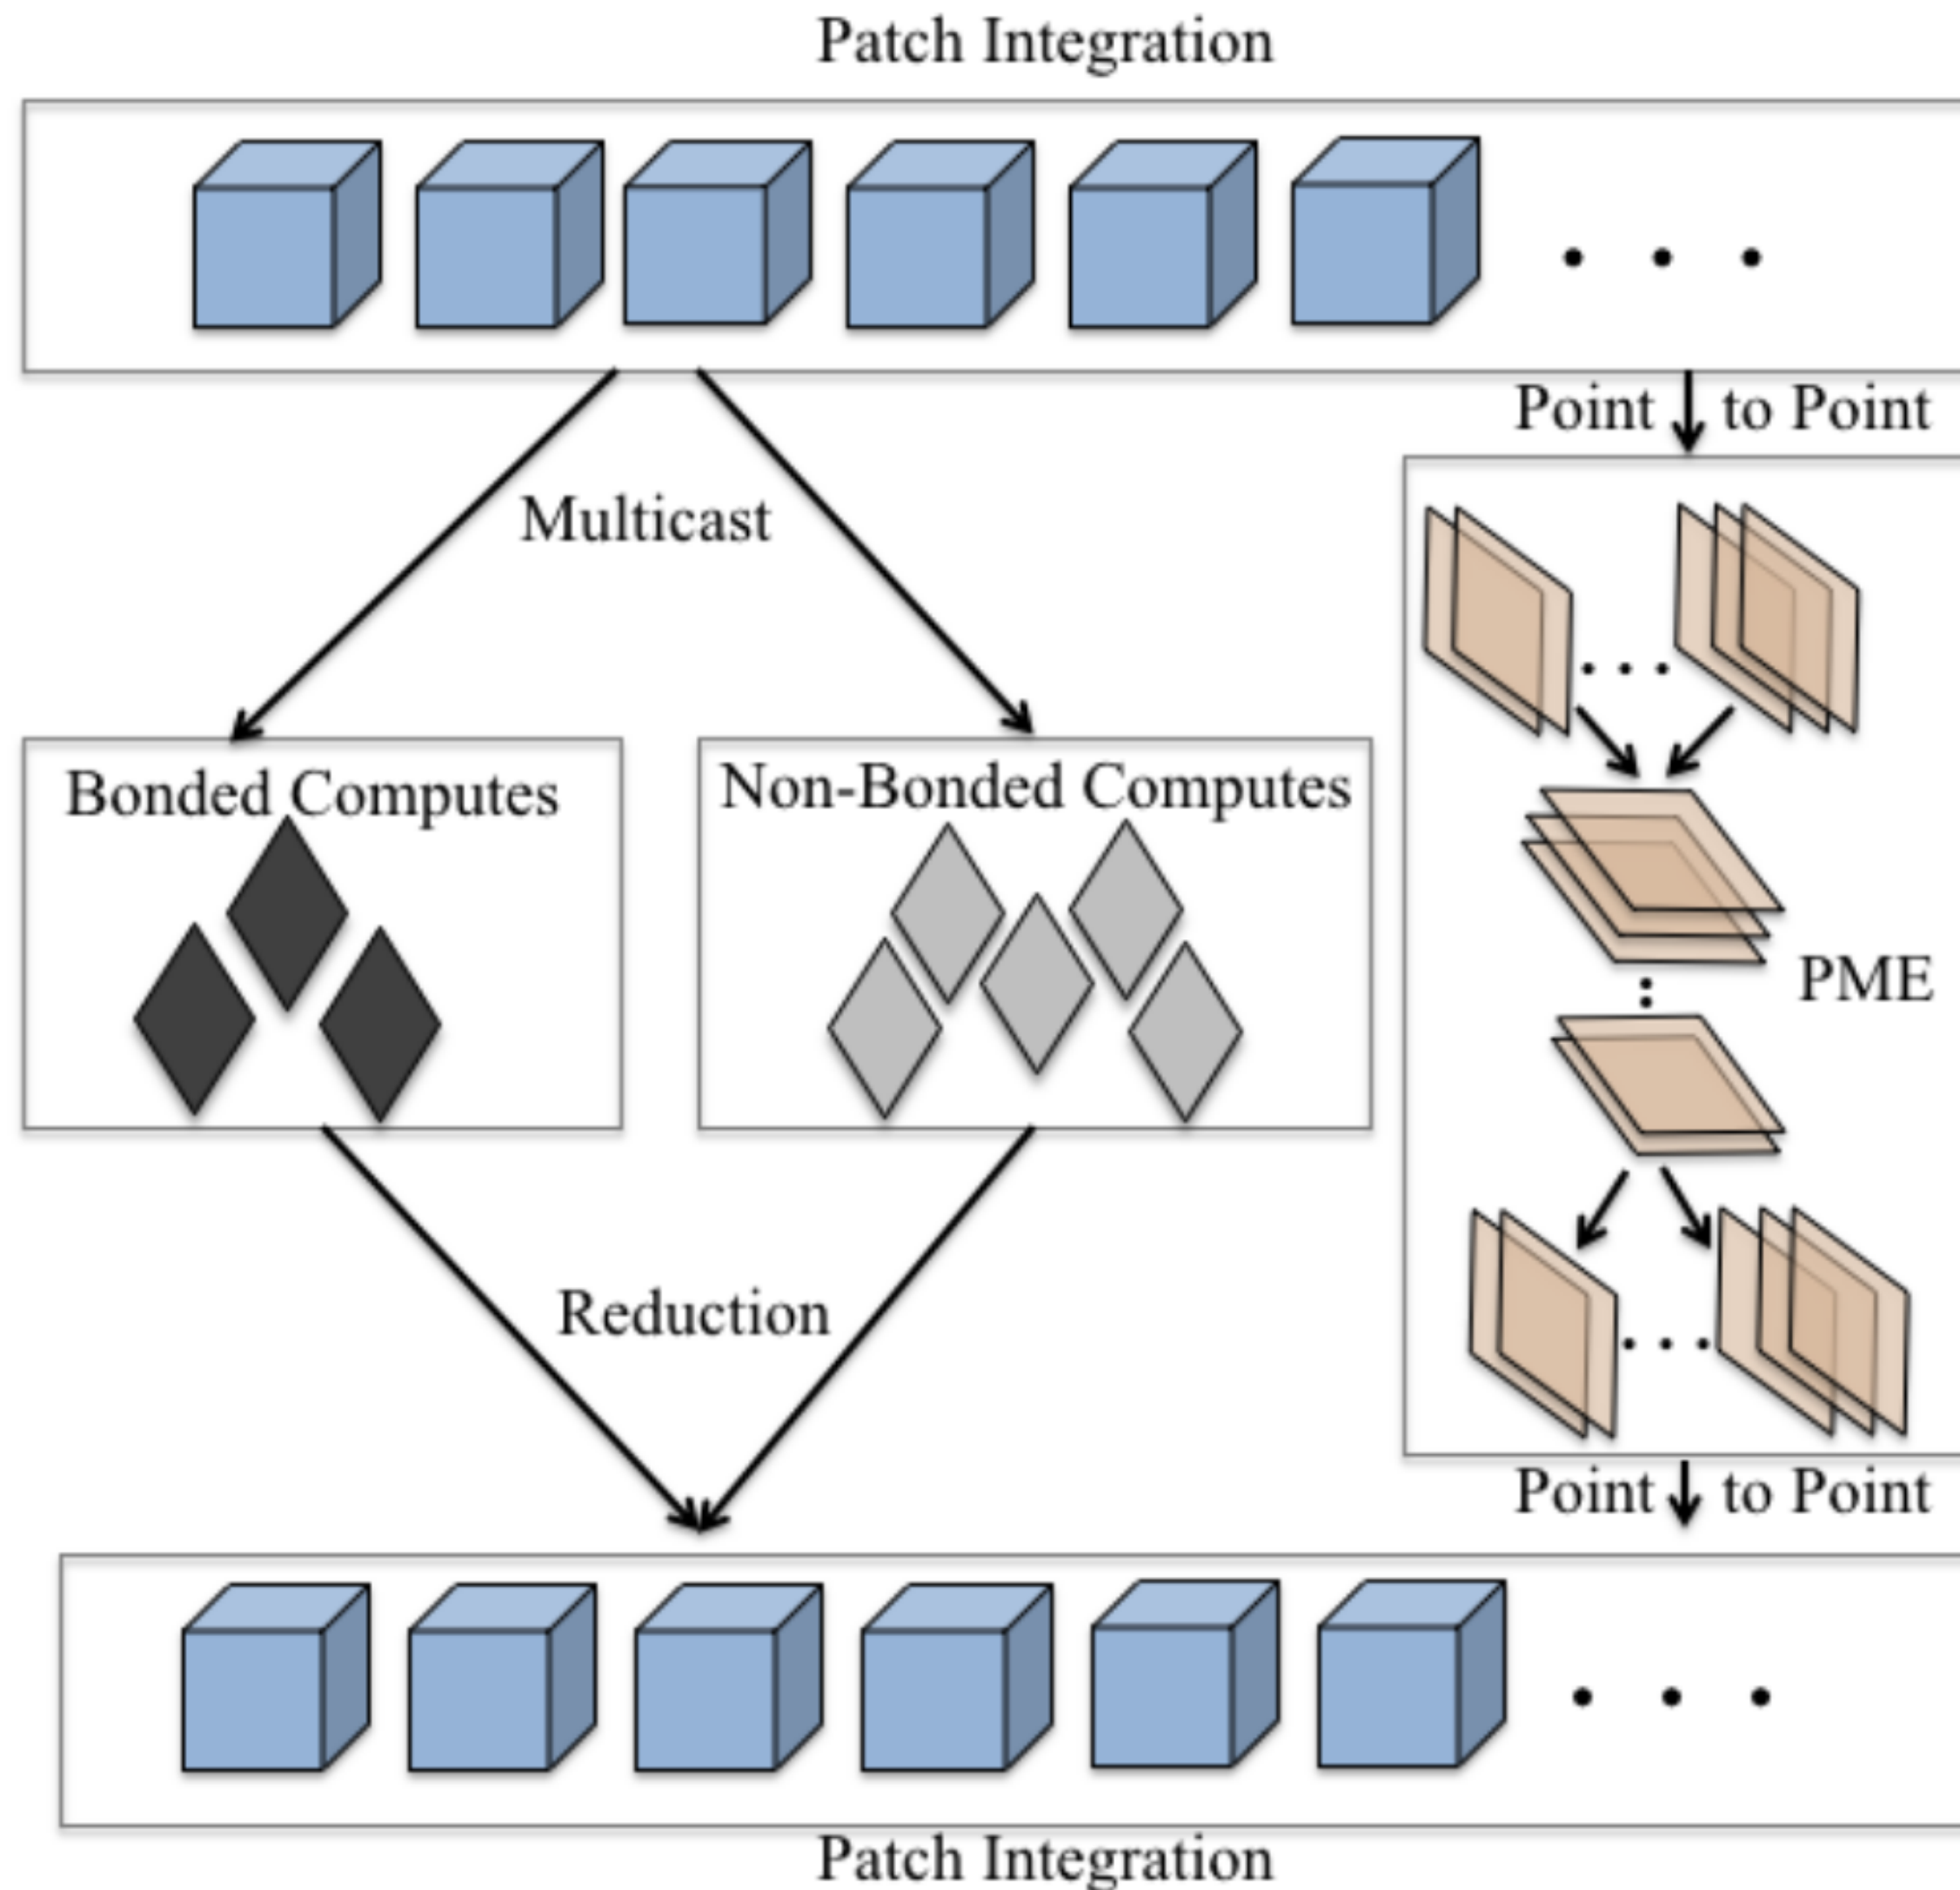 Patch Integration
Point to Point
Multicast
Bonded Computes
Non-Bonded Computes
PME
Reduction
Point to Point
Patch Integration